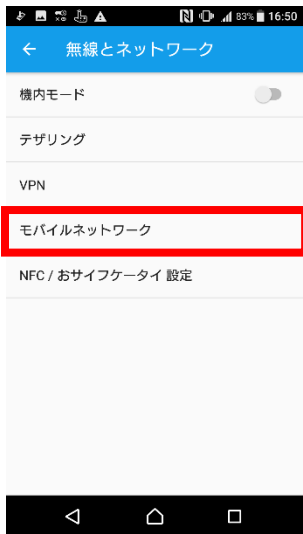 83% 16:50
無線とネットワーク
機内モード
テザリング
VPN
モバイルネットワーク
NFC / おサイフケータイ 設定